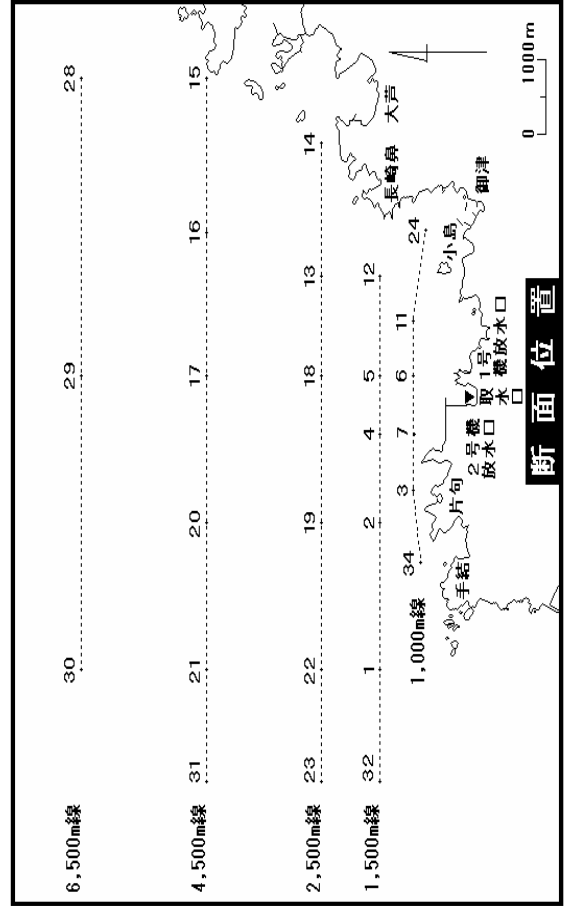 6,500m線 30 29 28
4,500m線 31 21 20 17 16 15
2,500m線 23 22 19 18 13 14
1,500m線 32 1 2 4 5 12
1,000m線 34 3 7 6 11 24
手結
片句
2号機
放水口
取水口
1号
機放水口
小島
御津
長崎鼻
大芦
0 1000m
断面位置